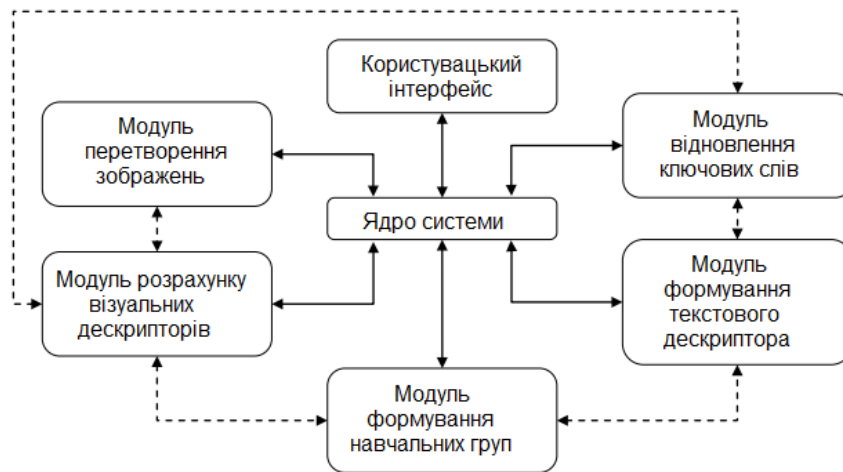 Користувацький
інтерфейс
Модуль
перетворення
зображень
Модуль
відновлення
ключових слів
Ядро системи
Модуль розрахунку
візуальних
дескрипторів
Модуль
формування
текстового
дескриптора
Модуль
формування
навчальних груп